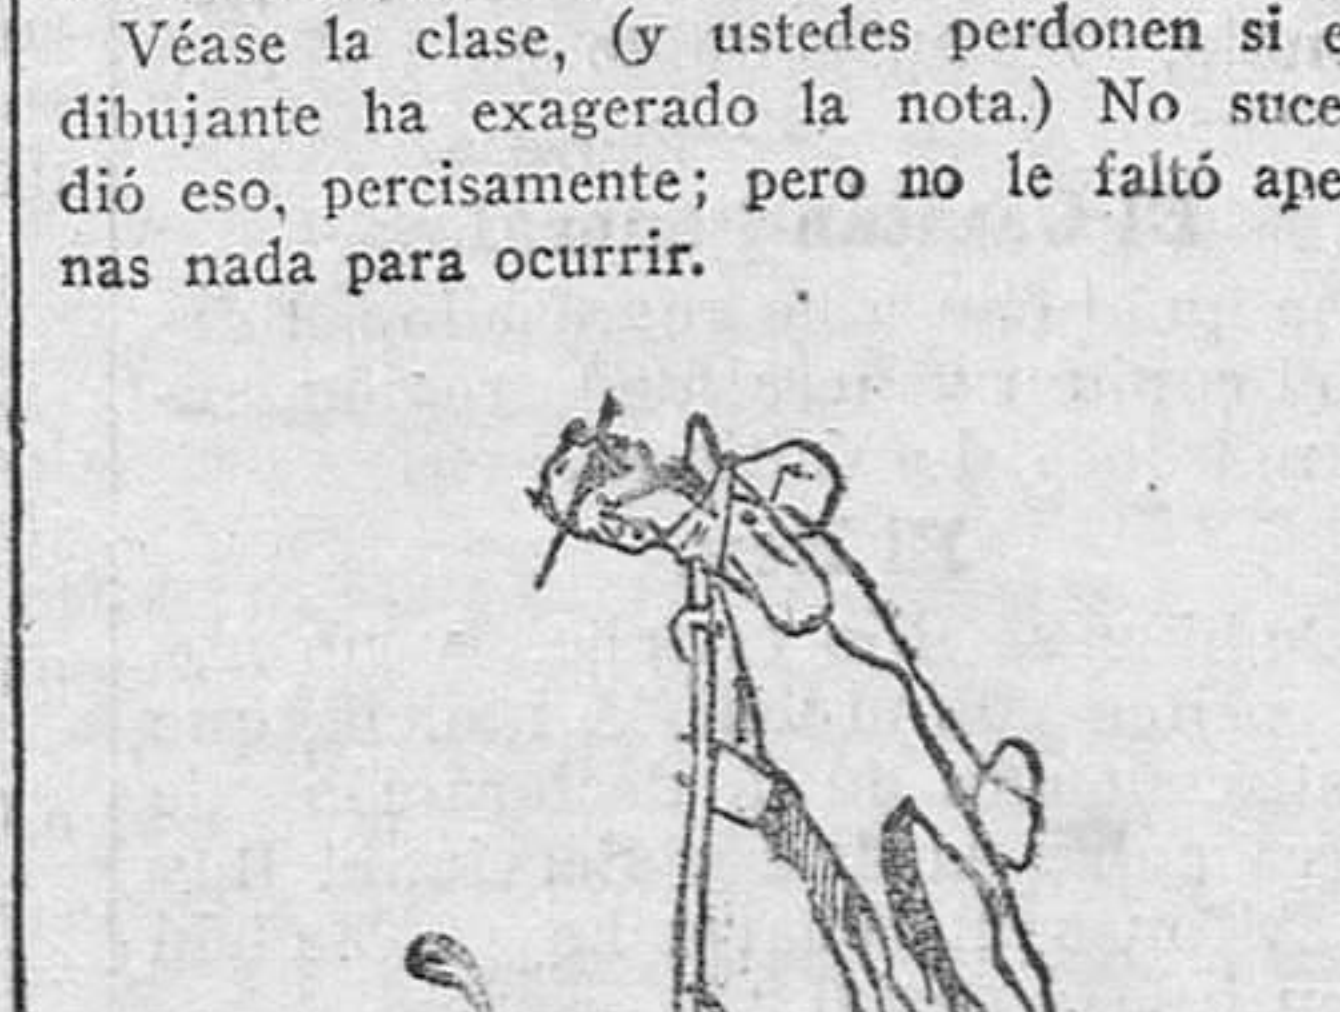 Véase la clase, (y ustedes perdonen si e
dibujante ha exagerado la nota.) No suce
dió eso, percisamente; pero no le faltó ape
nas nada para ocurrir.